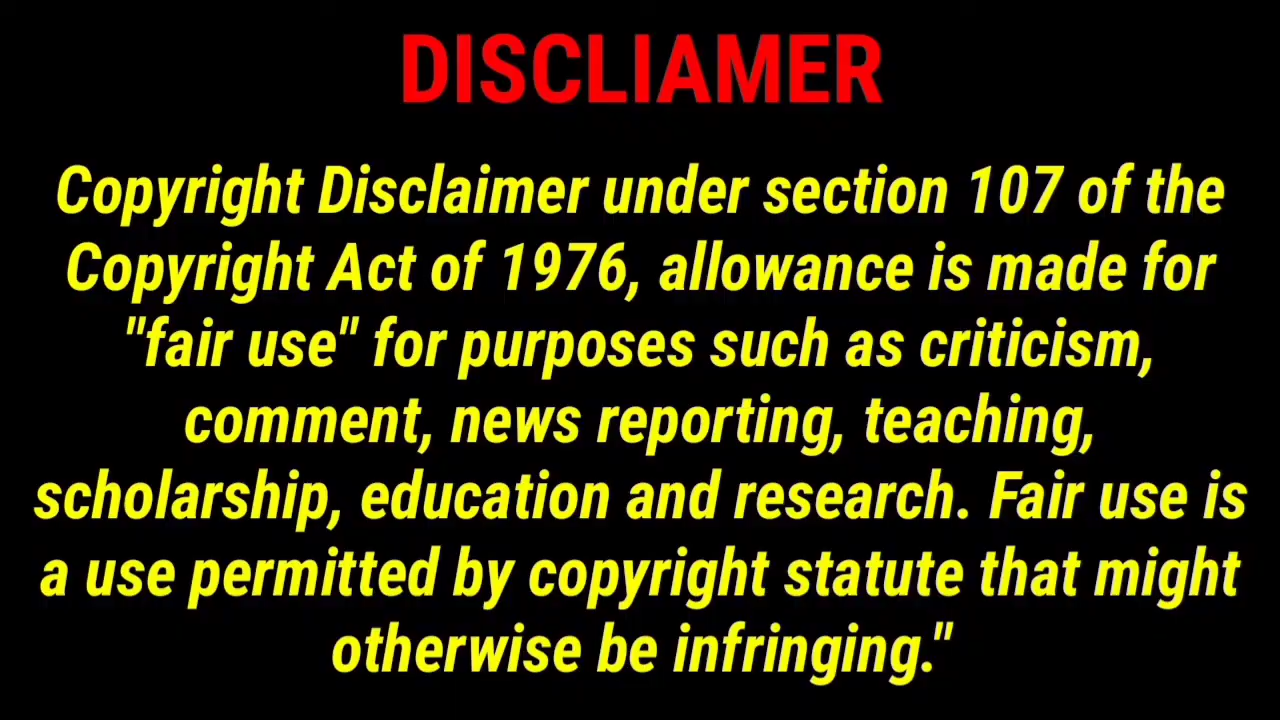 DISCLIAMER
Copyright Disclaimer under section 107 of the
Copyright Act of 1976, allowance is made for
"fair use" for purposes such as criticism,
comment, news reporting, teaching,
scholarship, education and research. Fair use is
a use permitted by copyright statute that might
otherwise be infringing."